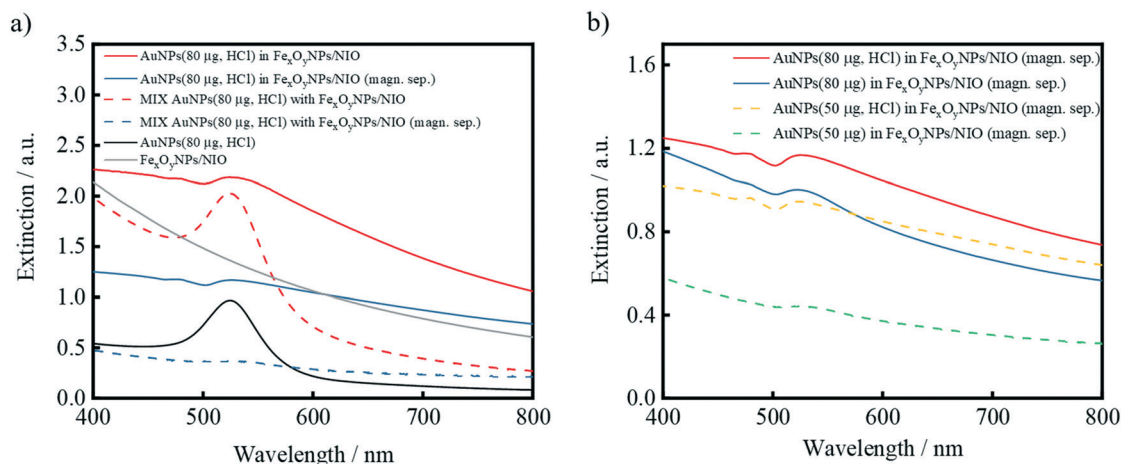 a)
3.5
3.0
2.5
2.0
1.5
1.0
0.5
0.0
Extinction / a.u.
AuNPs(80 µg, HCl) in FexOyNPs/NIO
AuNPs(80 µg, HCl) in FexOyNPs/NIO (magn. sep.)
MIX AuNPs(80 µg, HCl) with FexOyNPs/NIO
MIX AuNPs(80 µg, HCl) with FexOyNPs/NIO (magn. sep.)
AuNPs(80 µg, HCl)
FexOyNPs/NIO
400 500 600 700 800
Wavelength / nm
b)
1.6
1.2
0.8
0.4
0.0
Extinction / a.u.
AuNPs(80 µg, HCl) in FexOyNPs/NIO (magn. sep.)
AuNPs(80 µg) in FexOyNPs/NIO (magn. sep.)
AuNPs(50 µg, HCl) in FexOyNPs/NIO (magn. sep.)
AuNPs(50 µg) in FexOyNPs/NIO (magn. sep.)
400 500 600 700 800
Wavelength / nm